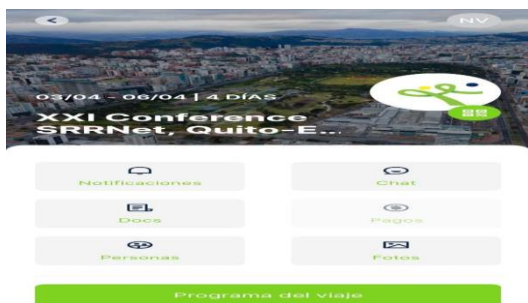 NV
03/04 - 06/04 | 4 DÍAS
XXI Conference
SRRNet, Quito-E...
Notificaciones
Chat
Docs
Pagos
Personas
Fotos
Programa del viaje